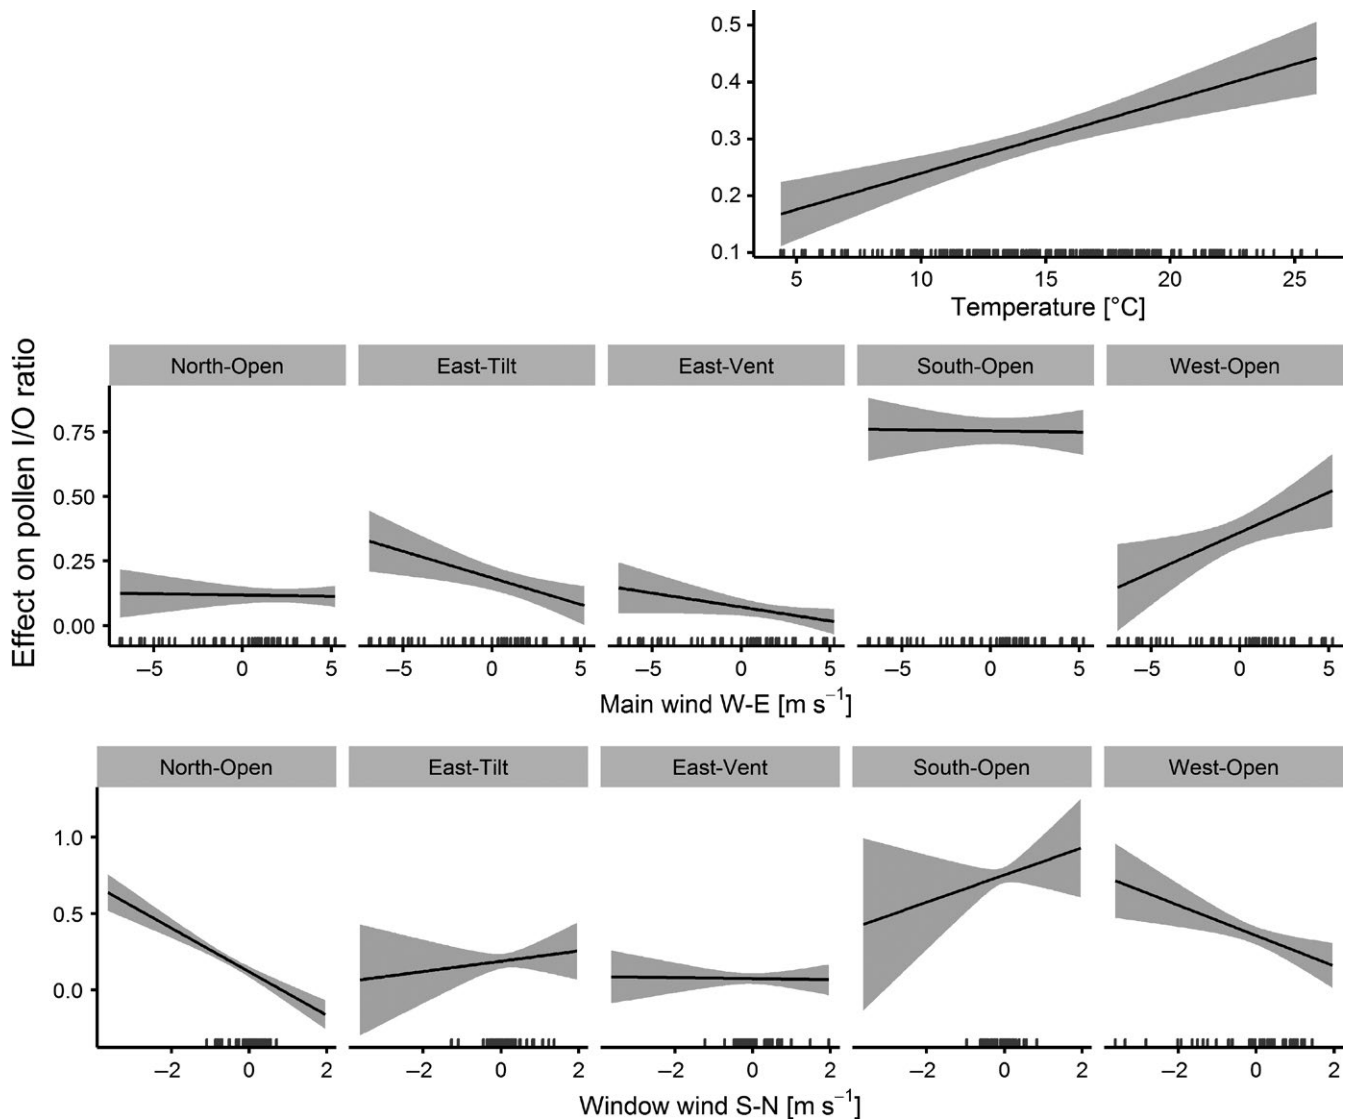 0.5
0.4
0.3
0.2
0.1
5 10 15 20 25
Temperature [°C]
Effect on pollen I/O ratio
North-Open East-Tilt East-Vent South-Open West-Open
0.75
0.50
0.25
0.00
–5 0 5 –5 0 5 –5 0 5 –5 0 5 –5 0 5
Main wind W-E [m s⁻¹]
North-Open East-Tilt East-Vent South-Open West-Open
1.0
0.5
0.0
–2 0 2 –2 0 2 –2 0 2 –2 0 2 –2 0 2
Window wind S-N [m s⁻¹]